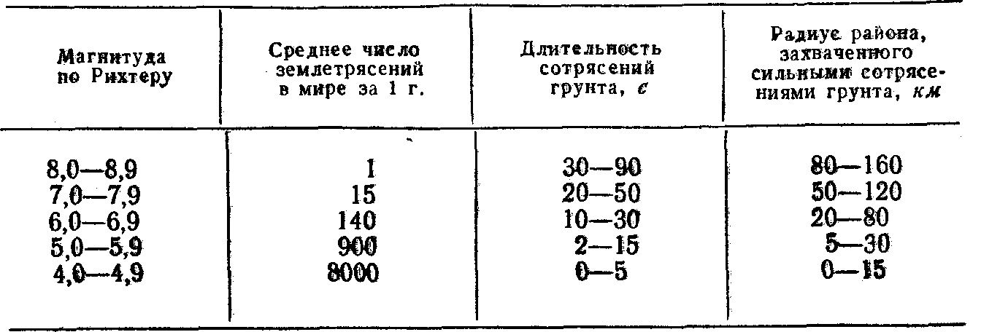 Магнитуда
по Рихтеру
Среднее число
землетрясений
в мире за 1 г.
Длительность
сотрясений
грунта, с
Радиус района,
захваченного
сильными сотрясе-
ниями грунта, км
8,0—8,9 1 30—90 80—160
7,0—7,9 15 20—50 50—120
6,0—6,9 140 10—30 20—80
5,0—5,9 900 2—15 5—30
4,0—4,9 8000 0—5 0—15